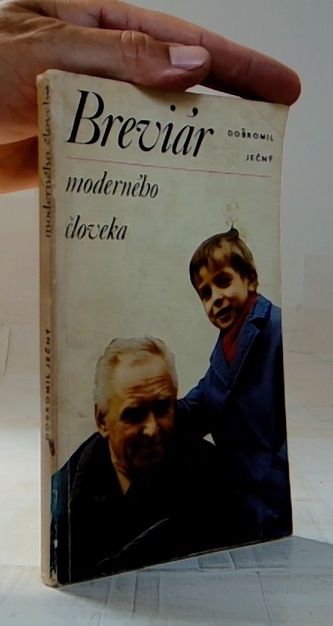 Breviár
DOBROMIL
JEČNÝ
moderného
človeka
moderného človeka
DOBROMIL JEČNÝ